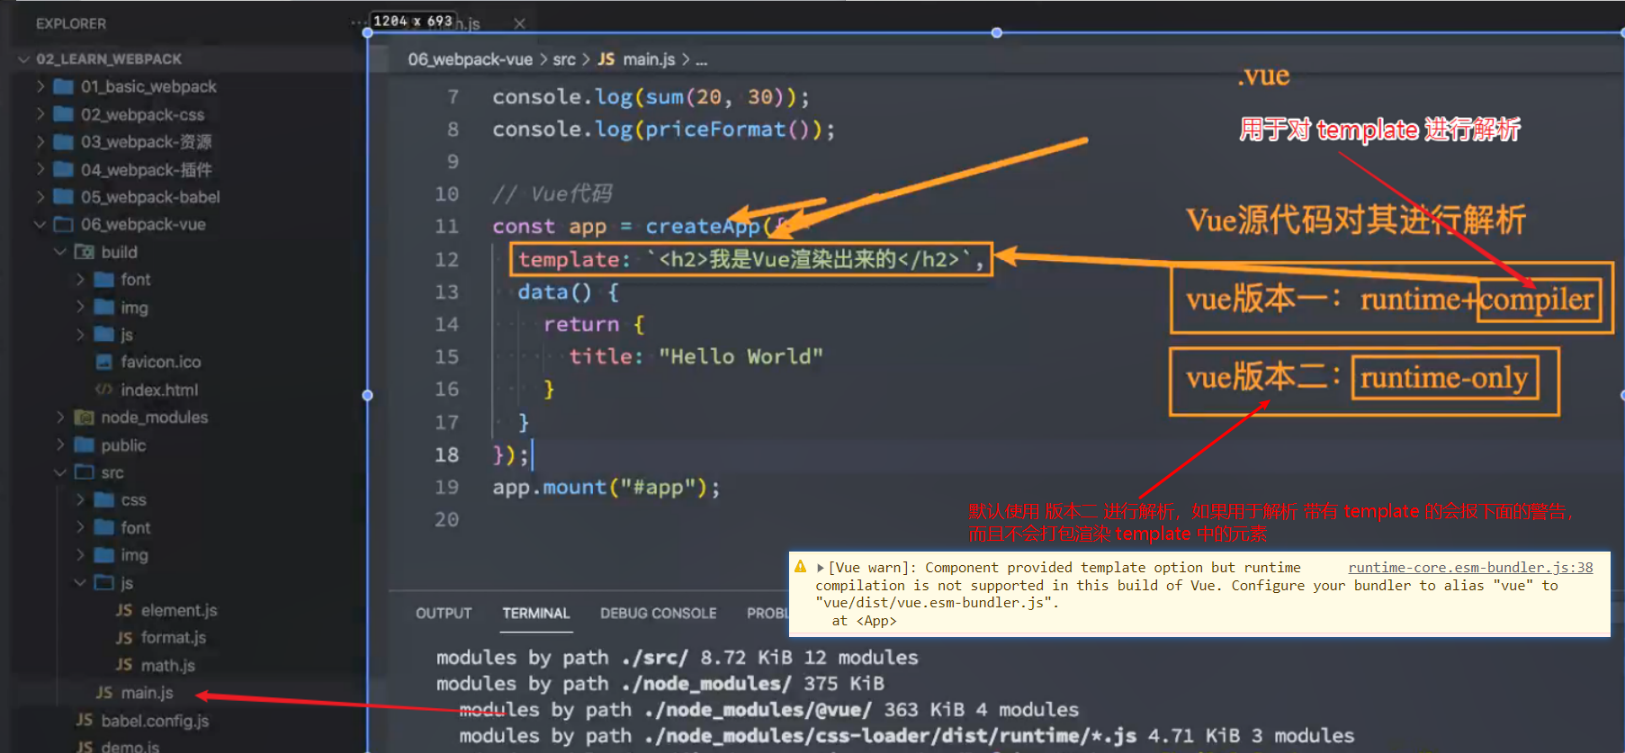 EXPLORER
02_LEARN_WEBPACK
01_basic_webpack
02_webpack-css
03_webpack-资源
04_webpack-插件
05_webpack-babel
06_webpack-vue
build
font
img
js
favicon.ico
index.html
node_modules
public
src
css
font
img
js
JS element.js
JS format.js
JS math.js
JS main.js
JS babel.config.js
JS demo.js
1204 x 693
06_webpack-vue > src > JS main.js > ...
7 console.log(sum(20, 30));
8 console.log(priceFormat());
9
10 // Vue代码
11 const app = createApp({
12 template: `<h2>我是Vue渲染出来的</h2>`,
13 data() {
14 return {
15 title: "Hello World"
16 }
17 }
18 });
19 app.mount("#app");
20
.vue
用于对 template 进行解析
Vue源代码对其进行解析
vue版本一：runtime+compiler
vue版本二：runtime-only
默认使用 版本二 进行解析，如果用于解析 带有 template 的会报下面的警告，
而且不会打包渲染 template 中的元素
[Vue warn]: Component provided template option but runtime runtime-core.esm-bundler.js:38
compilation is not supported in this build of Vue. Configure your bundler to alias "vue" to
"vue/dist/vue.esm-bundler.js".
at <App>
OUTPUT TERMINAL DEBUG CONSOLE
modules by path ./src/ 8.72 KiB 12 modules
modules by path ./node_modules/ 375 KiB
modules by path ./node_modules/@vue/ 363 KiB 4 modules
modules by path ./node_modules/css-loader/dist/runtime/*.js 4.71 KiB 3 modules